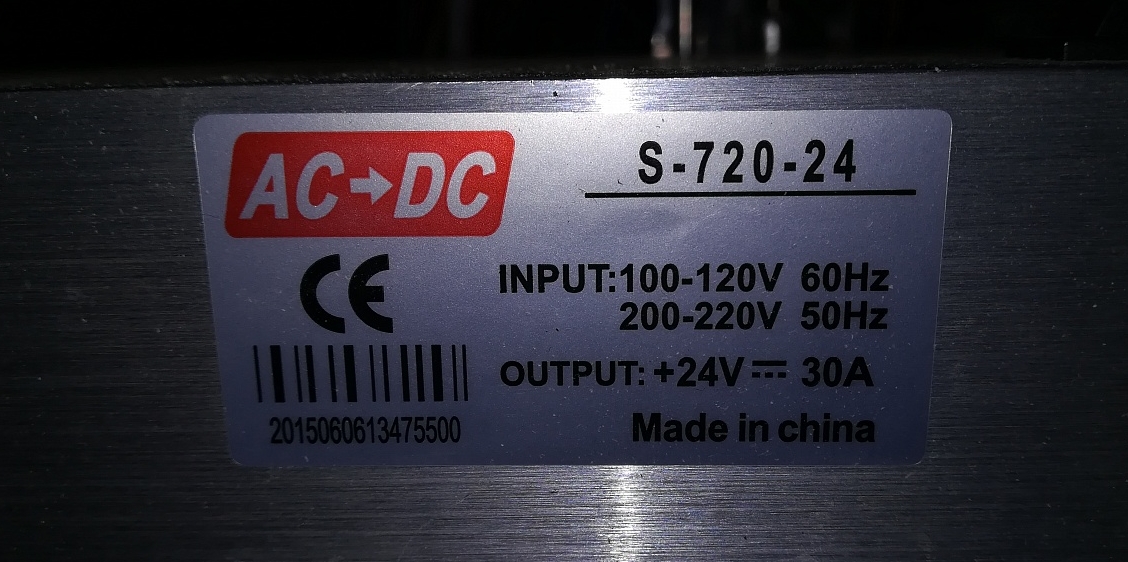 AC→DC
S-720-24
CE
INPUT:100-120V 60Hz
200-220V 50Hz
OUTPUT: +24V⎓ 30A
2015060613475500
Made in china